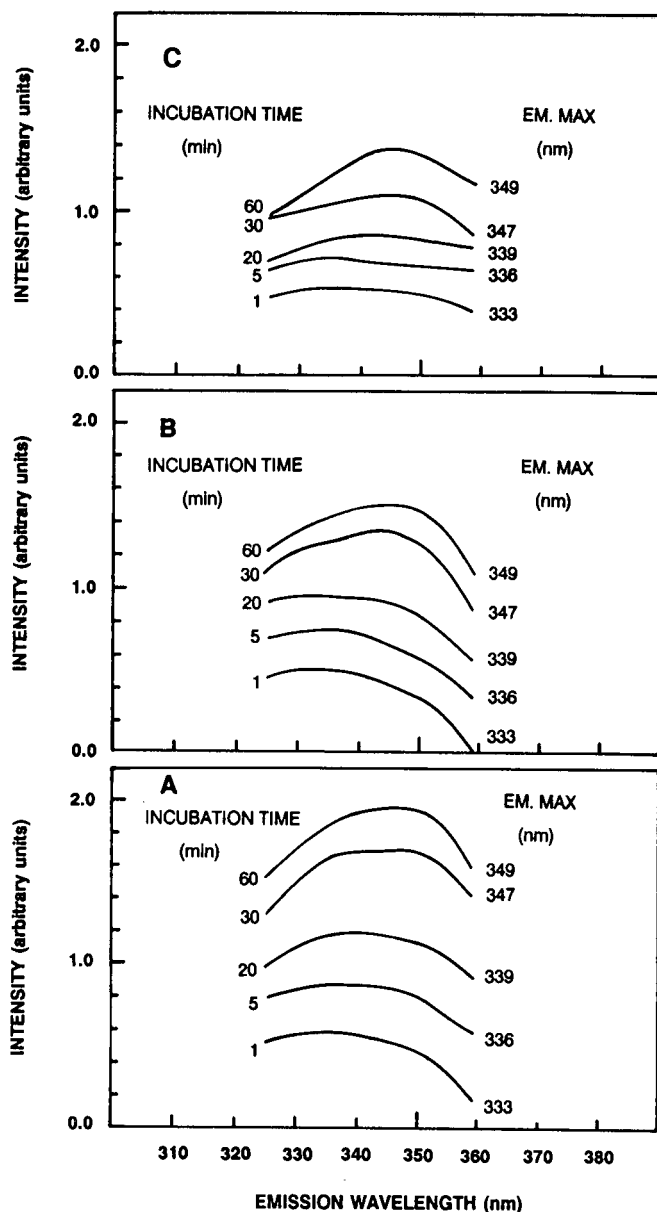 INTENSITY (arbitrary units)
2.0
1.0
0.0
C
INCUBATION TIME
(min)
EM. MAX
(nm)
60
30
20
5
1
349
347
339
336
333
INTENSITY (arbitrary units)
2.0
1.0
0.0
B
INCUBATION TIME
(min)
EM. MAX
(nm)
60
30
20
5
1
349
347
339
336
333
INTENSITY (arbitrary units)
2.0
1.0
0.0
A
INCUBATION TIME
(min)
EM. MAX
(nm)
60
30
20
5
1
349
347
339
336
333
310 320 330 340 350 360 370 380
EMISSION WAVELENGTH (nm)